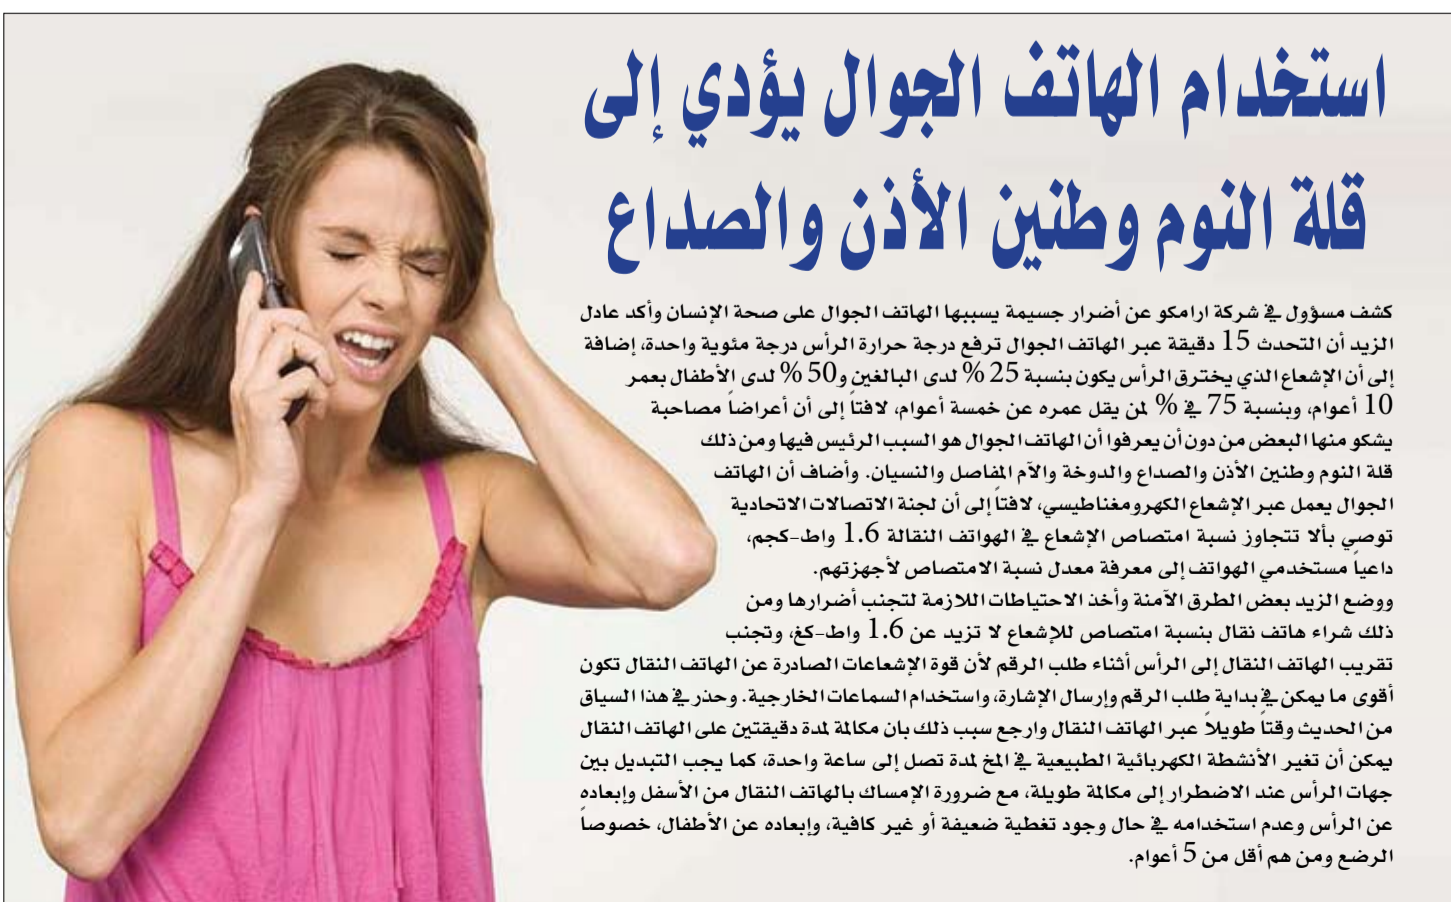 استخدام الهاتف الجوال يؤدي إلى
قلة النوم وطنين الأذن والصداع
كشف مسؤول في شركة ارامكو عن أضرار جسيمة يسببها الهاتف الجوال على صحة الإنسان وأكد عادل
الزيد أن التحدث 15 دقيقة عبر الهاتف الجوال ترفع درجة حرارة الرأس درجة مئوية واحدة، إضافة
إلى أن الإشعاع الذي يخترق الرأس يكون بنسبة 25 % لدى البالغين و50 % لدى الأطفال بعمر
10 أعوام، وبنسبة 75 في % لمن يقل عمره عن خمسة أعوام، لافتاً إلى أن أعراضاً مصاحبة
يشكو منها البعض من دون أن يعرفوا أن الهاتف الجوال هو السبب الرئيس فيها ومن ذلك
قلة النوم وطنين الأذن والصداع والدوخة والآم المفاصل والنسيان. وأضاف أن الهاتف
الجوال يعمل عبر الإشعاع الكهرومغناطيسي، لافتاً إلى أن لجنة الاتصالات الاتحادية
توصي بألا تتجاوز نسبة امتصاص الإشعاع في الهواتف النقالة 1.6 واط-كجم،
داعياً مستخدمي الهواتف إلى معرفة معدل نسبة الامتصاص لأجهزتهم.
ووضع الزيد بعض الطرق الآمنة وأخذ الاحتياطات اللازمة لتجنب أضرارها ومن
ذلك شراء هاتف نقال بنسبة امتصاص للإشعاع لا تزيد عن 1.6 واط-كغ، وتجنب
تقريب الهاتف النقال إلى الرأس أثناء طلب الرقم لأن قوة الإشعاعات الصادرة عن الهاتف النقال تكون
أقوى ما يمكن في بداية طلب الرقم وإرسال الإشارة، واستخدام السماعات الخارجية. وحذر في هذا السياق
من الحديث وقتاً طويلاً عبر الهاتف النقال وارجع سبب ذلك بان مكالمة لمدة دقيقتين على الهاتف النقال
يمكن أن تغير الأنشطة الكهربائية الطبيعية في المخ لمدة تصل إلى ساعة واحدة، كما يجب التبديل بين
جهات الرأس عند الاضطرار إلى مكالمة طويلة، مع ضرورة الإمساك بالهاتف النقال من الأسفل وإبعاده
عن الرأس وعدم استخدامه في حال وجود تغطية ضعيفة أو غير كافية، وإبعاده عن الأطفال، خصوصاً
الرضع ومن هم أقل من 5 أعوام.